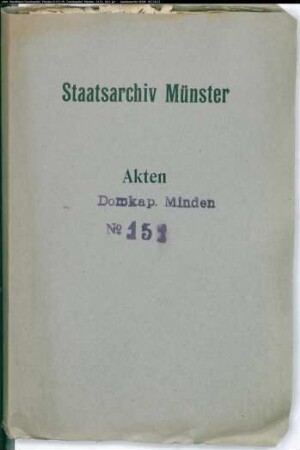 Staatsarchiv Münster
Akten
Domkap. Minden
№ 151